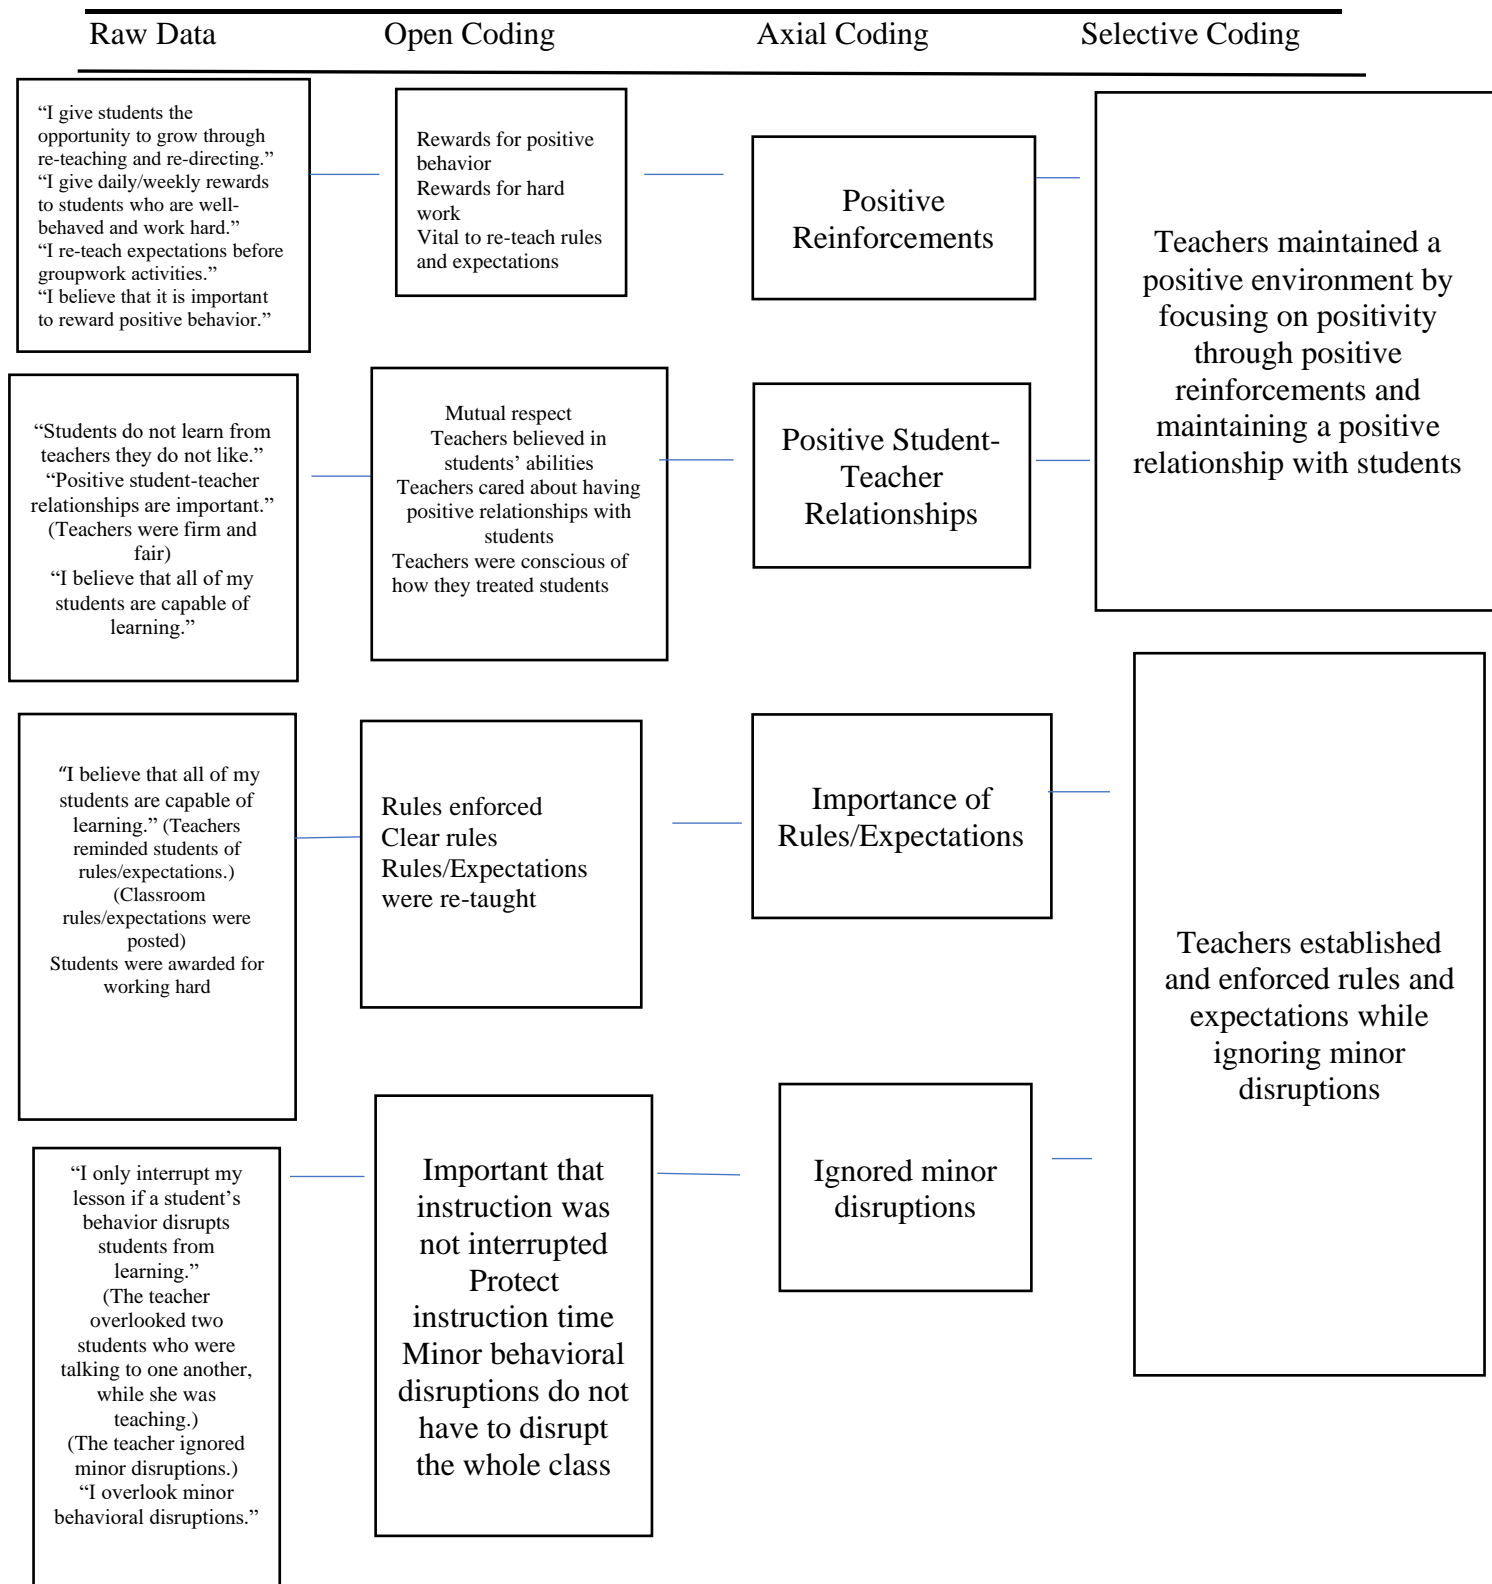 Raw Data
Open Coding
Axial Coding
Selective Coding
“I give students the
opportunity to grow through
re-teaching and re-directing.”
“I give daily/weekly rewards
to students who are well-
behaved and work hard.”
“I re-teach expectations before
groupwork activities.”
“I believe that it is important
to reward positive behavior.”
Rewards for positive
behavior
Rewards for hard
work
Vital to re-teach rules
and expectations
Positive
Reinforcements
Teachers maintained a
positive environment by
focusing on positivity
through positive
reinforcements and
maintaining a positive
relationship with students
“Students do not learn from
teachers they do not like.”
“Positive student-teacher
relationships are important.”
(Teachers were firm and
fair)
“I believe that all of my
students are capable of
learning.”
Mutual respect
Teachers believed in
students’ abilities
Teachers cared about having
positive relationships with
students
Teachers were conscious of
how they treated students
Positive Student-
Teacher
Relationships
“I believe that all of my
students are capable of
learning.” (Teachers
reminded students of
rules/expectations.)
(Classroom
rules/expectations were
posted)
Students were awarded for
working hard
Rules enforced
Clear rules
Rules/Expectations
were re-taught
Importance of
Rules/Expectations
Teachers established
and enforced rules and
expectations while
ignoring minor
disruptions
“I only interrupt my
lesson if a student’s
behavior disrupts
students from
learning.”
(The teacher
overlooked two
students who were
talking to one another,
while she was
teaching.)
(The teacher ignored
minor disruptions.)
“I overlook minor
behavioral disruptions.”
Important that
instruction was
not interrupted
Protect
instruction time
Minor behavioral
disruptions do not
have to disrupt
the whole class
Ignored minor
disruptions